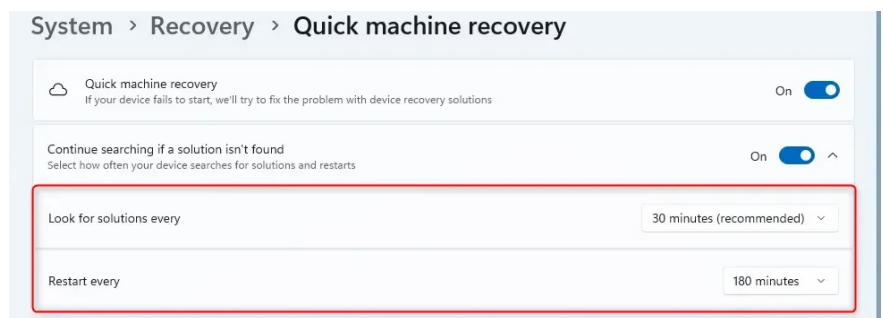 System > Recovery > Quick machine recovery
Quick machine recovery
If your device fails to start, we'll try to fix the problem with device recovery solutions
On
Continue searching if a solution isn't found
Select how often your device searches for solutions and restarts
On
Look for solutions every
30 minutes (recommended)
Restart every
180 minutes